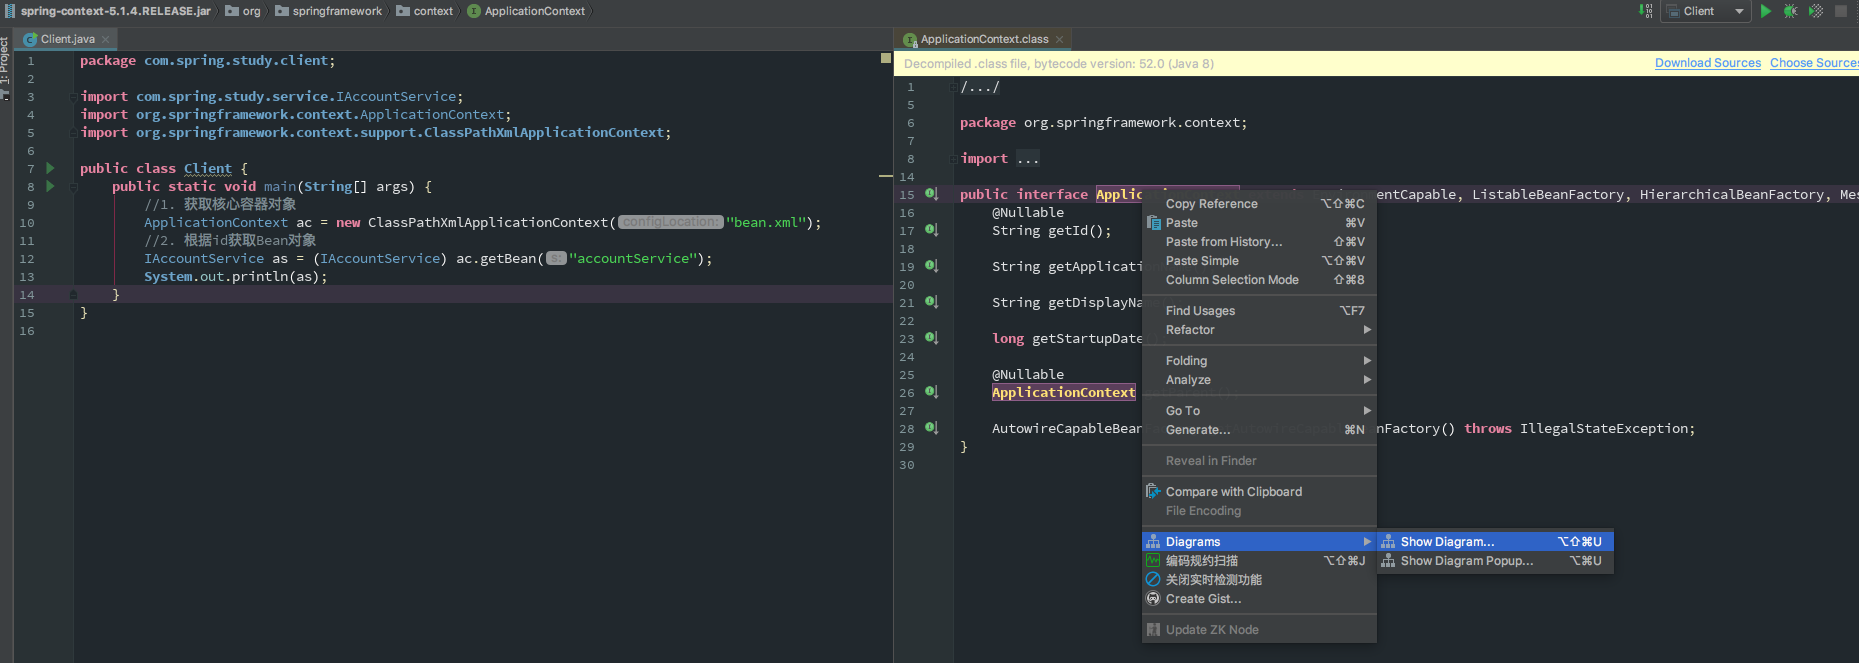 spring-context-5.1.4.RELEASE.jar org springframework context ApplicationContext
Client
1: Project
Client.java
1 package com.spring.study.client;
2
3 import com.spring.study.service.IAccountService;
4 import org.springframework.context.ApplicationContext;
5 import org.springframework.context.support.ClassPathXmlApplicationContext;
6
7 public class Client {
8 public static void main(String[] args) {
9 //1. 获取核心容器对象
10 ApplicationContext ac = new ClassPathXmlApplicationContext( configLocation: "bean.xml");
11 //2. 根据id获取Bean对象
12 IAccountService as = (IAccountService) ac.getBean( s: "accountService");
13 System.out.println(as);
14 }
15 }
16
ApplicationContext.class
Decompiled .class file, bytecode version: 52.0 (Java 8)
Download Sources Choose Sources
1 /.../
5
6 package org.springframework.context;
7
8 import ...
14
15 public interface Applic entCapable, ListableBeanFactory, HierarchicalBeanFactory, Mes
16 @Nullable
17 String getId();
18
19 String getApplication
20
21 String getDisplayNa
22
23 long getStartupDate
24
25 @Nullable
26 ApplicationContext
27
28 AutowireCapableBean nFactory() throws IllegalStateException;
29 }
30
Copy Reference ⌥⇧⌘C
Paste ⌘V
Paste from History... ⇧⌘V
Paste Simple ⌥⇧⌘V
Column Selection Mode ⇧⌘8
Find Usages ⌥F7
Refactor
Folding
Analyze
Go To
Generate... ⌘N
Reveal in Finder
Compare with Clipboard
File Encoding
Diagrams
编码规约扫描 ⌥⇧⌘J
关闭实时检测功能
Create Gist...
Update ZK Node
Show Diagram... ⌥⇧⌘U
Show Diagram Popup... ⌥⌘U